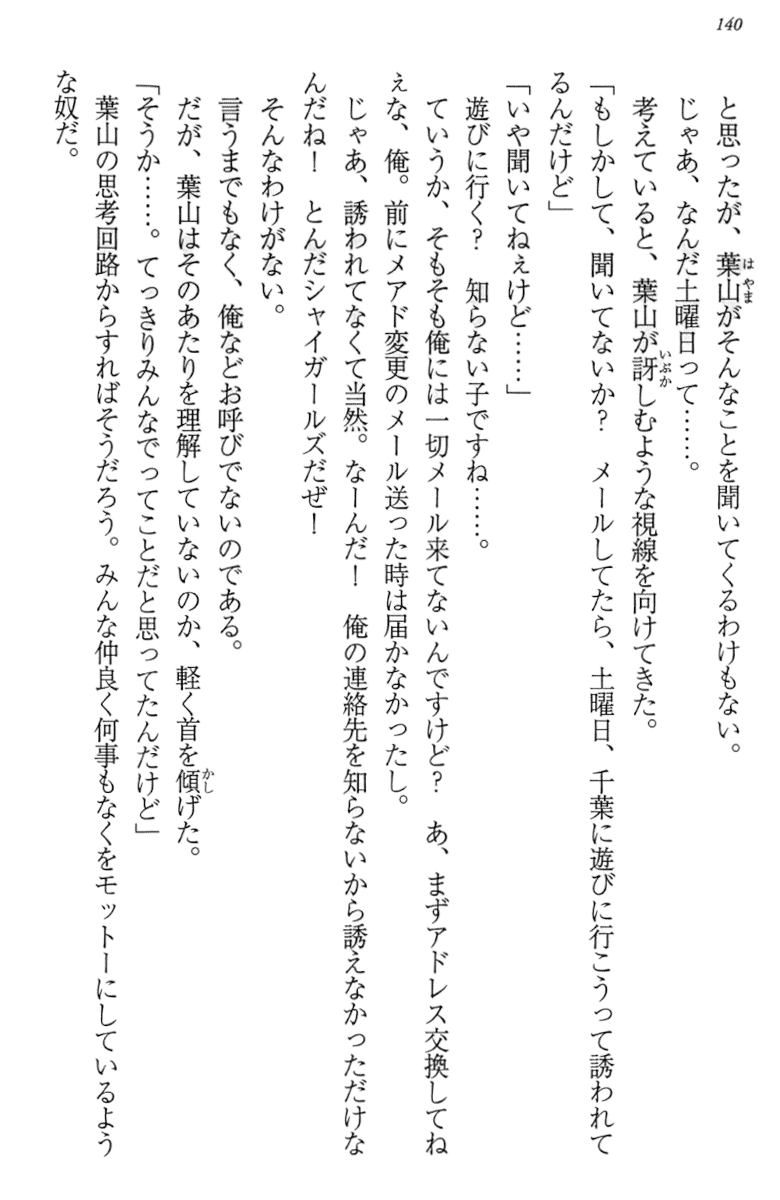 140
と思ったが、葉山がそんなことを聞いてくるわけもない。
じゃあ、なんだ土曜日って……。
考えていると、葉山が訝しむような視線を向けてきた。
「もしかして、聞いてないか？　メールしてたら、土曜日、千葉に遊びに行こうって誘われて
るんだけど」
「いや聞いてねぇけど……」
遊びに行く？　知らない子ですね……。
ていうか、そもそも俺には一切メール来てないんですけど？　あ、まずアドレス交換してね
ぇな、俺。前にメアド変更のメール送った時は届かなかったし。
じゃあ、誘われてなくて当然。なーんだ！　俺の連絡先を知らないから誘えなかっただけな
んだね！　とんだシャイガールズだぜ！
そんなわけがない。
言うまでもなく、俺などお呼びでないのである。
だが、葉山はそのあたりを理解していないのか、軽く首を傾げた。
「そうか……。てっきりみんなでってことだと思ってたんだけど」
葉山の思考回路からすればそうだろう。みんな仲良く何事もなくをモットーにしているよう
な奴だ。
は やま
いぶか
かし